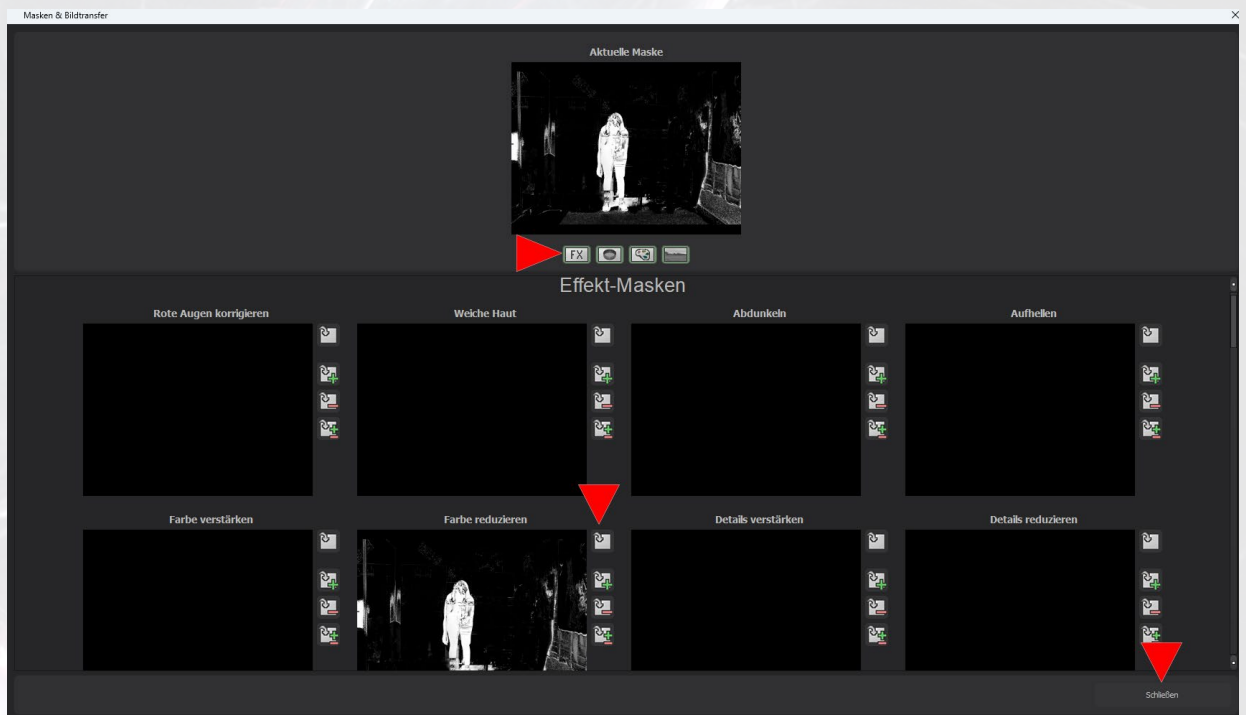 Masken & Bildtransfer
Aktuelle Maske
FX
Effekt-Masken
Rote Augen korrigieren
Weiche Haut
Abdunkeln
Aufhellen
Farbe verstärken
Farbe reduzieren
Details verstärken
Details reduzieren
Schließen